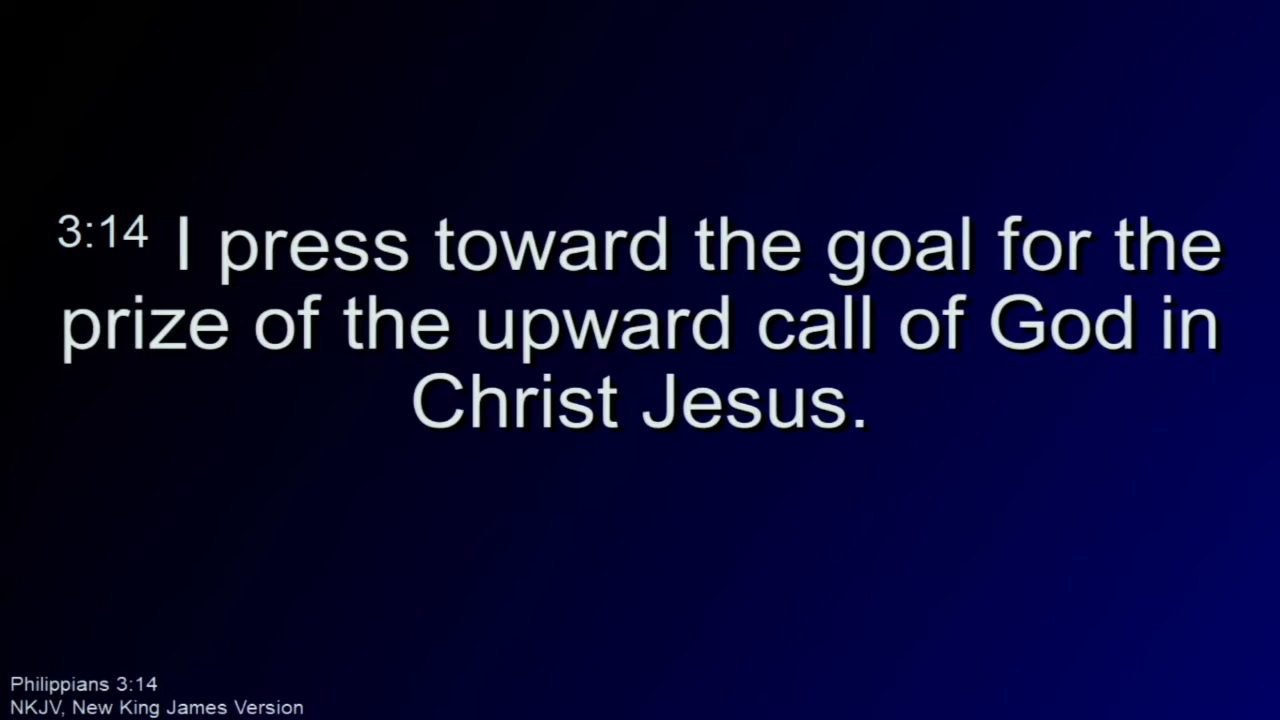 3:14 I press toward the goal for the
prize of the upward call of God in
Christ Jesus.
Philippians 3:14
NKJV, New King James Version